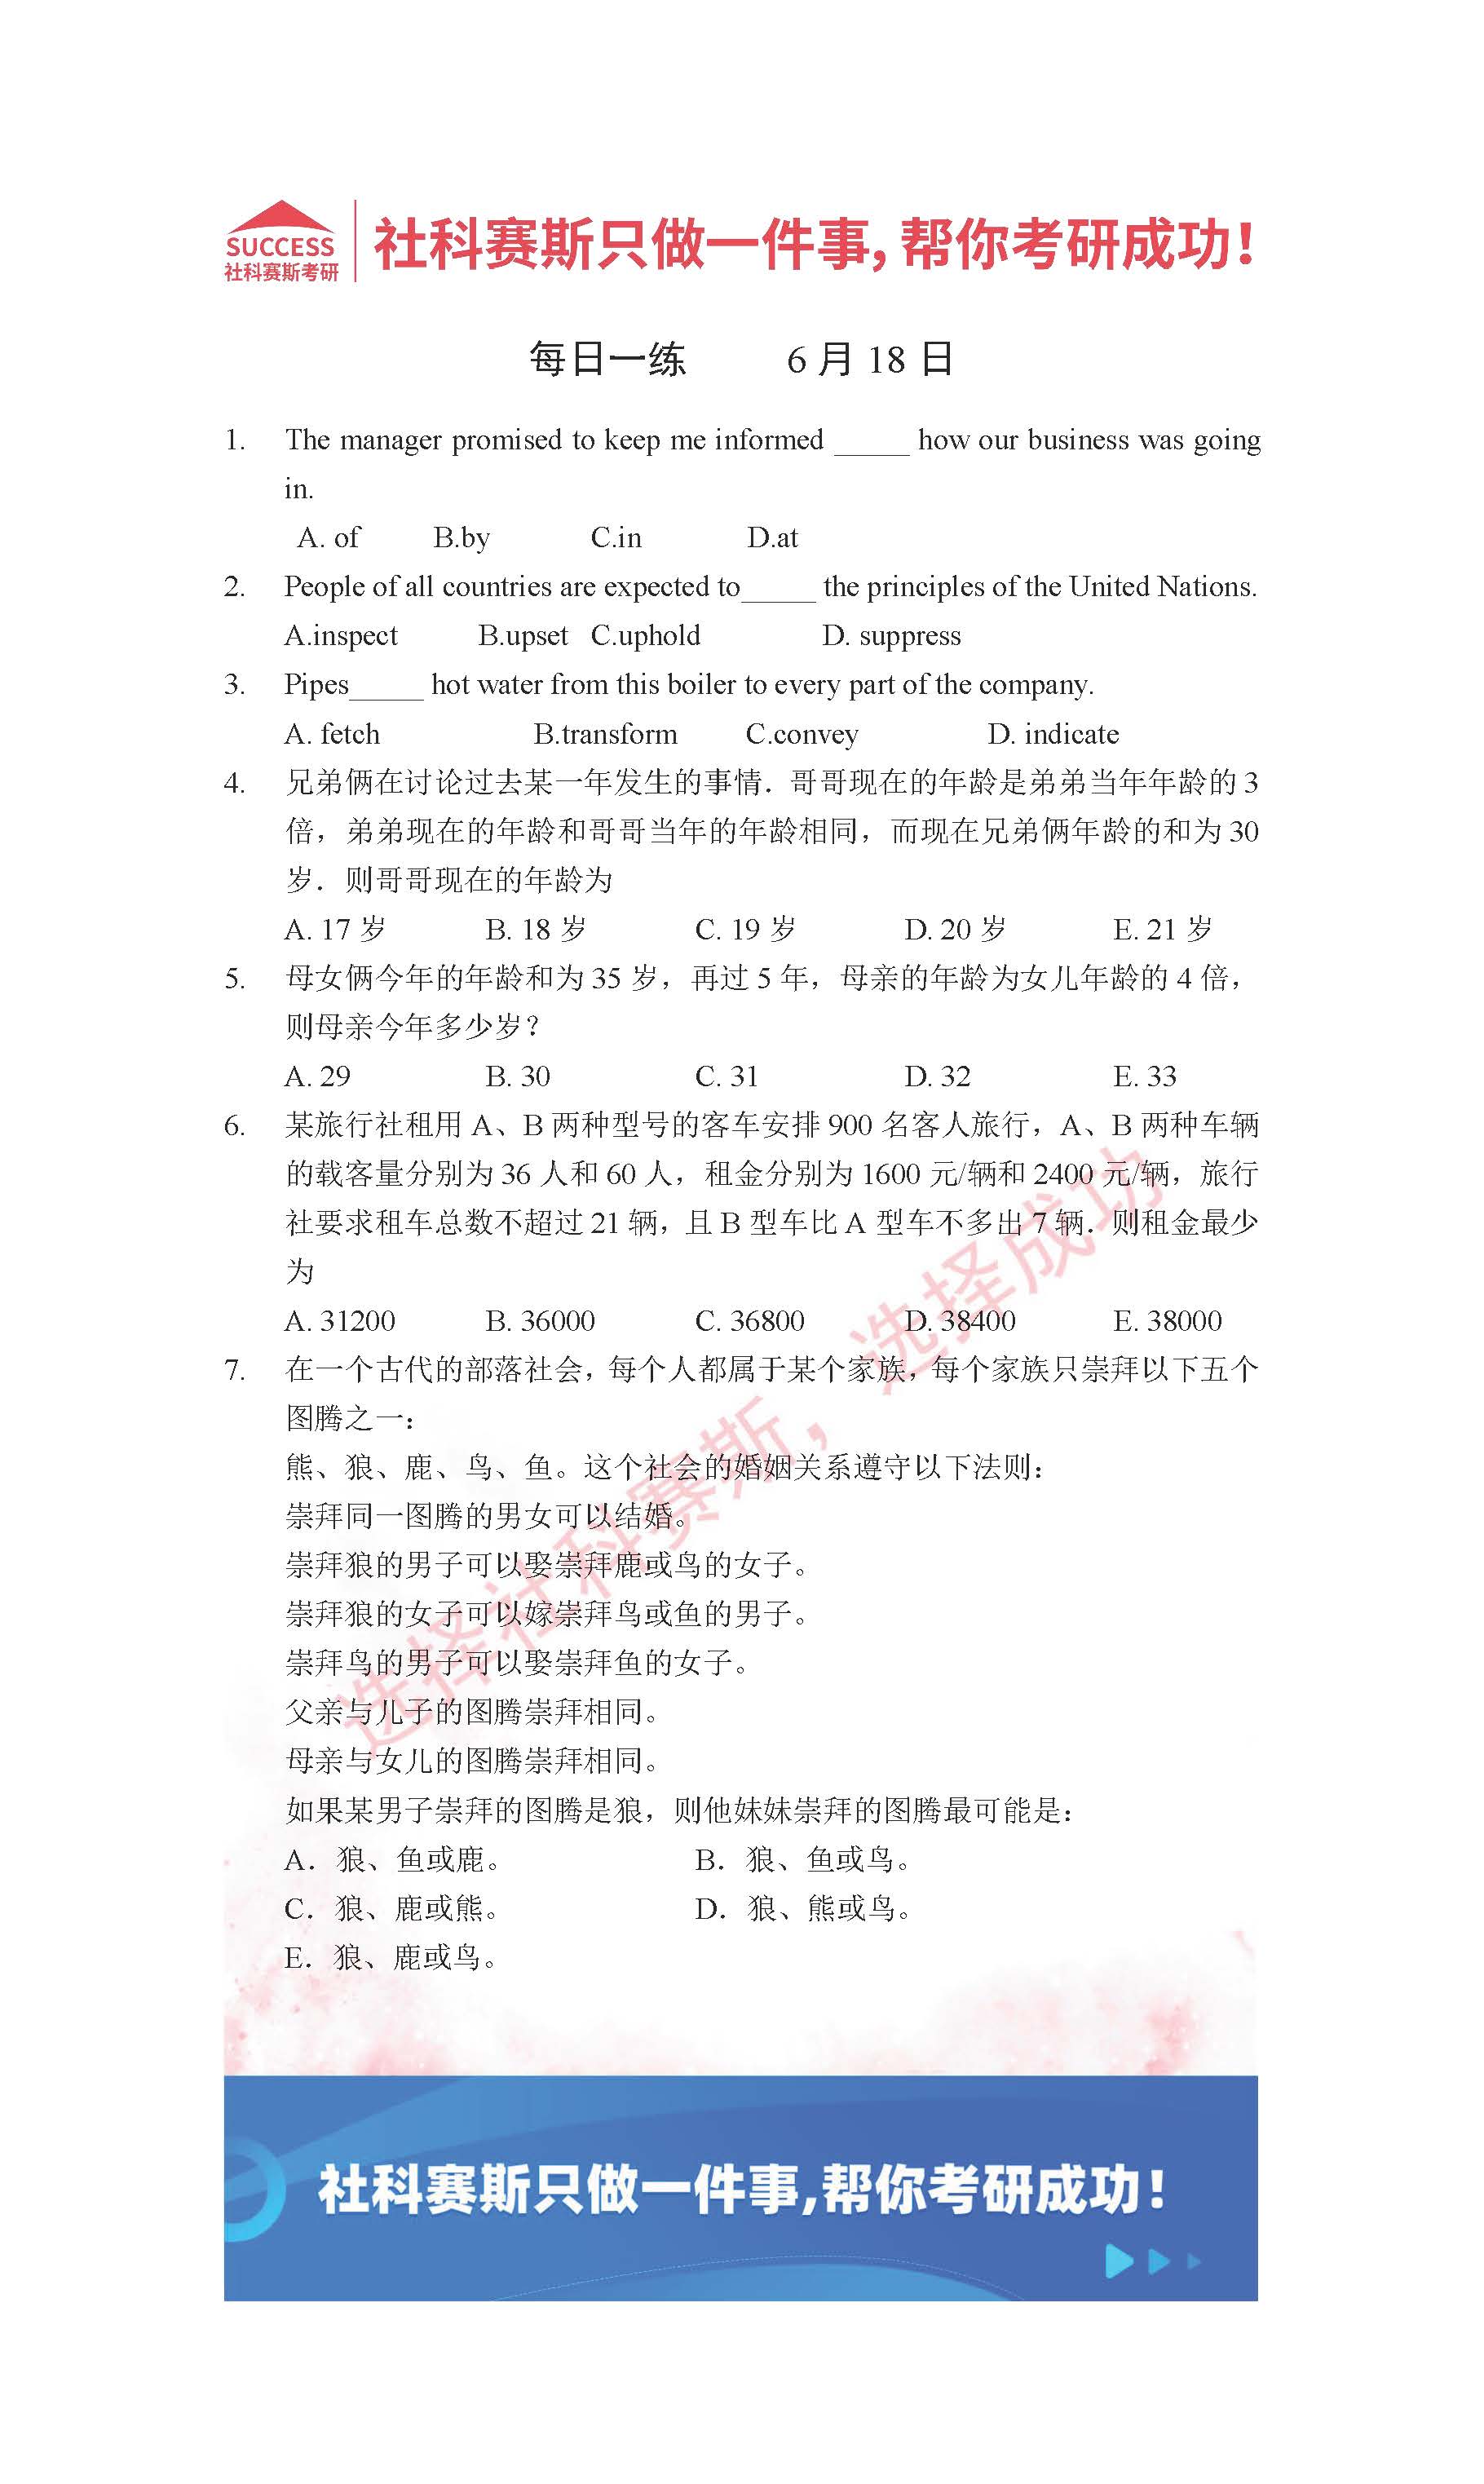 SUCCESS
社科赛斯考研
社科赛斯只做一件事,帮你考研成功!
每日一练 6 月 18 日
1. The manager promised to keep me informed _____ how our business was going
in.
A. of B.by C.in D.at
2. People of all countries are expected to_____ the principles of the United Nations.
A.inspect B.upset C.uphold D. suppress
3. Pipes_____ hot water from this boiler to every part of the company.
A. fetch B.transform C.convey D. indicate
4. 兄弟俩在讨论过去某一年发生的事情．哥哥现在的年龄是弟弟当年年龄的 3
倍，弟弟现在的年龄和哥哥当年的年龄相同，而现在兄弟俩年龄的和为 30
岁．则哥哥现在的年龄为
A. 17 岁 B. 18 岁 C. 19 岁 D. 20 岁 E. 21 岁
5. 母女俩今年的年龄和为 35 岁，再过 5 年，母亲的年龄为女儿年龄的 4 倍，
则母亲今年多少岁？
A. 29 B. 30 C. 31 D. 32 E. 33
6. 某旅行社租用 A、B 两种型号的客车安排 900 名客人旅行，A、B 两种车辆
的载客量分别为 36 人和 60 人，租金分别为 1600 元/辆和 2400 元/辆，旅行
社要求租车总数不超过 21 辆，且 B 型车比 A 型车不多出 7 辆．则租金最少
为
A. 31200 B. 36000 C. 36800 D. 38400 E. 38000
7. 在一个古代的部落社会，每个人都属于某个家族，每个家族只崇拜以下五个
图腾之一：
熊、狼、鹿、鸟、鱼。这个社会的婚姻关系遵守以下法则：
崇拜同一图腾的男女可以结婚。
崇拜狼的男子可以娶崇拜鹿或鸟的女子。
崇拜狼的女子可以嫁崇拜鸟或鱼的男子。
崇拜鸟的男子可以娶崇拜鱼的女子。
父亲与儿子的图腾崇拜相同。
母亲与女儿的图腾崇拜相同。
如果某男子崇拜的图腾是狼，则他妹妹崇拜的图腾最可能是：
A．狼、鱼或鹿。 B．狼、鱼或鸟。
C．狼、鹿或熊。 D．狼、熊或鸟。
E．狼、鹿或鸟。
选择社科赛斯，选择成功
社科赛斯只做一件事,帮你考研成功!